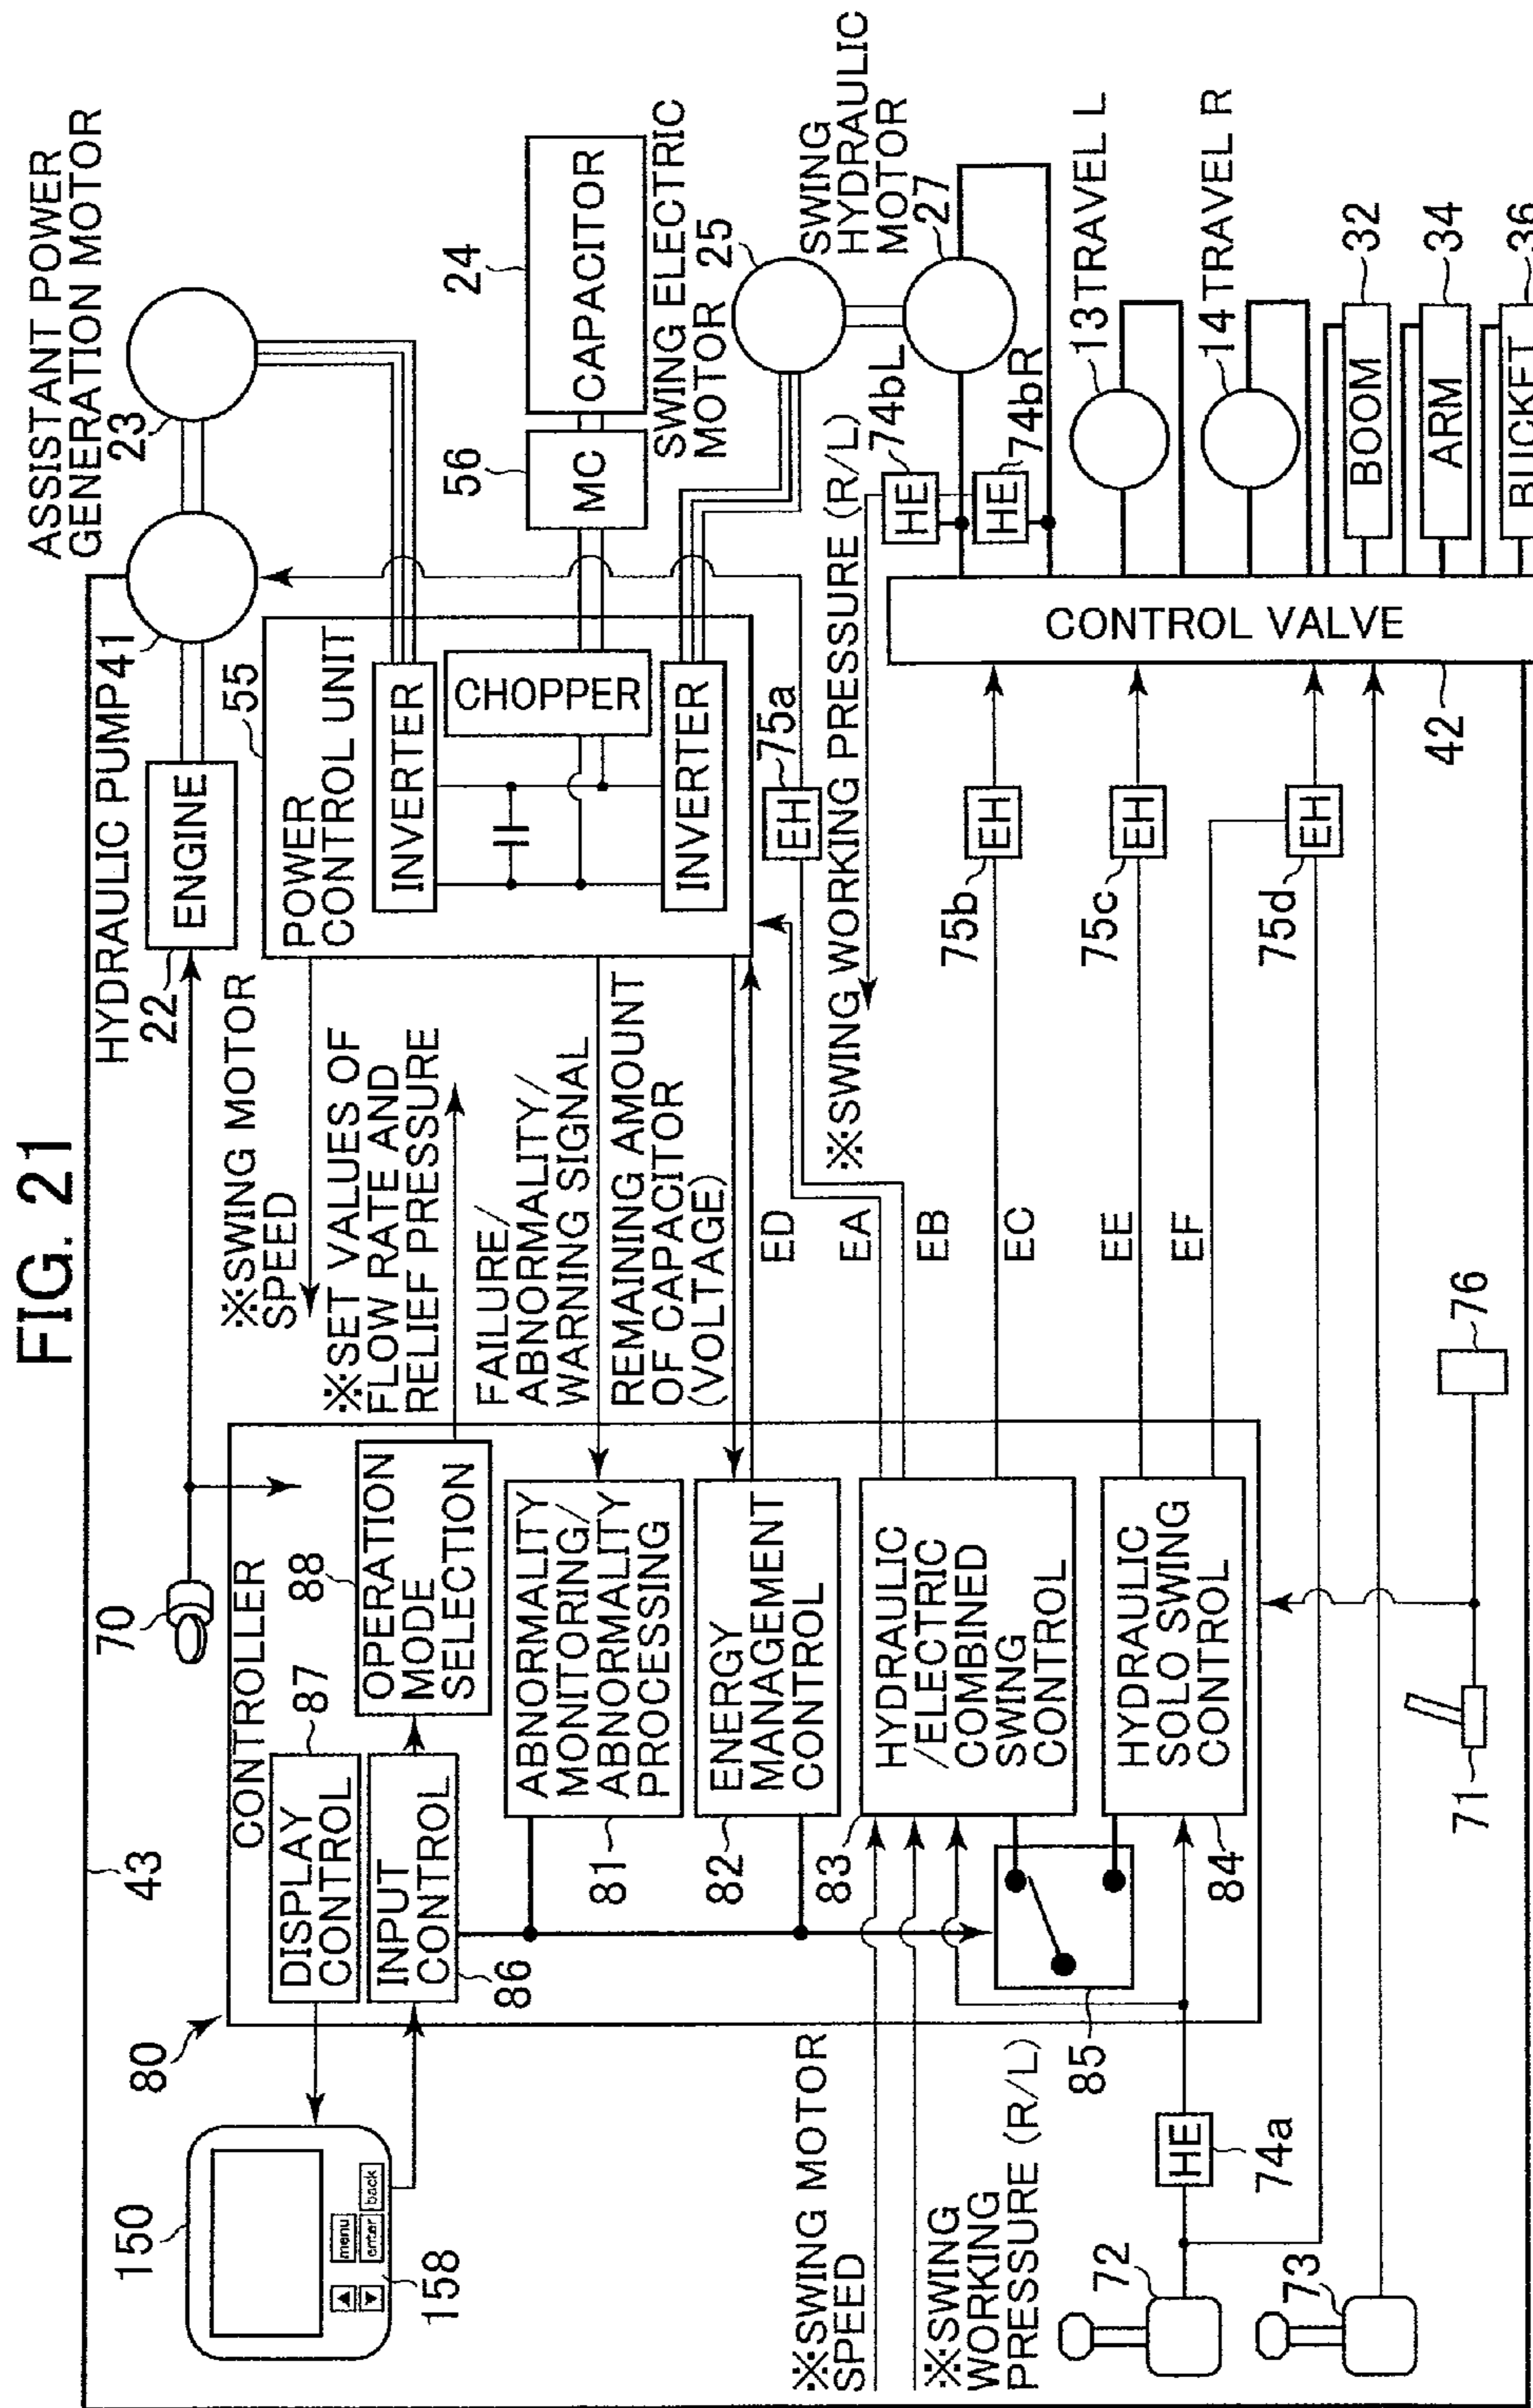 FIG. 21
150
menu
enter
back
158
80
43
CONTROLLER
DISPLAY
CONTROL
87
INPUT
CONTROL
86
88
OPERATION
MODE
SELECTION
ABNORMALITY
MONITORING/
ABNORMALITY
PROCESSING
81
ENERGY
MANAGEMENT
CONTROL
82
HYDRAULIC
/ELECTRIC
COMBINED
SWING
CONTROL
83
HYDRAULIC
SOLO SWING
CONTROL
84
85
※SWING MOTOR
SPEED
※SWING
WORKING
PRESSURE (R/L)
72
73
HE
74a
71
76
70
※SWING MOTOR
SPEED
※SET VALUES OF
FLOW RATE AND
RELIEF PRESSURE
FAILURE/
ABNORMALITY/
WARNING SIGNAL
REMAINING AMOUNT
OF CAPACITOR
(VOLTAGE)
ED
EA
EB
EC
EE
EF
HYDRAULIC PUMP41
22
ENGINE
55
POWER
CONTROL UNIT
INVERTER
CHOPPER
INVERTER
EH
75a
※SWING WORKING PRESSURE (R/L)
75b
EH
75c
EH
75d
EH
42
CONTROL VALVE
ASSISTANT POWER
GENERATION MOTOR
23
24
CAPACITOR
56
MC
SWING ELECTRIC
MOTOR 25
SWING
HYDRAULIC
MOTOR
27
HE
74bL
HE
74bR
13TRAVEL L
14TRAVEL R
BOOM
32
ARM
34
BUCKET
36